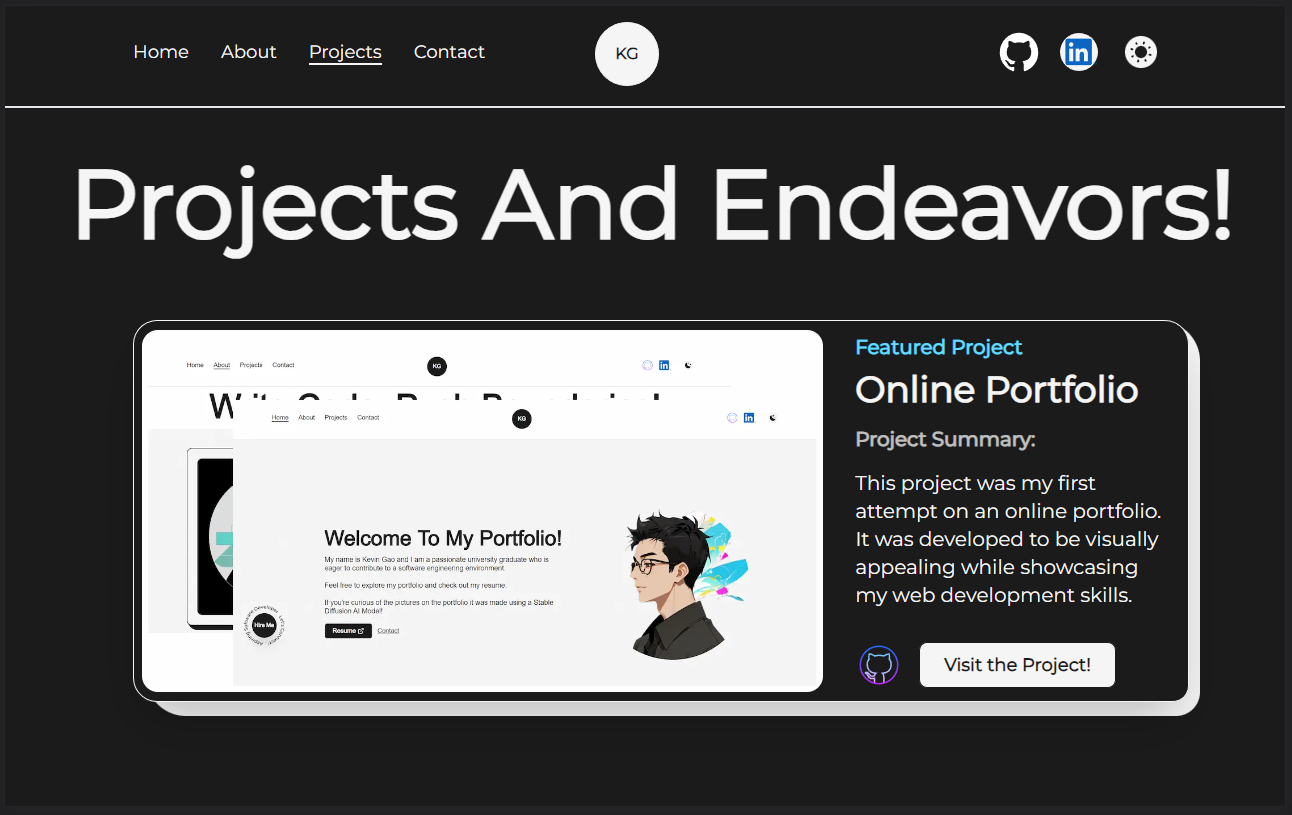 Home About Projects Contact
KG
Projects And Endeavors!
Home About Projects Contact
KG
in
Home About Projects Contact
KG
in
Welcome To My Portfolio!
My name is Kevin Gao and I am a passionate university graduate who is
eager to contribute to a software engineering environment.
Feel free to explore my portfolio and check out my resume.
If you're curious of the pictures on the portfolio it was made using a Stable
Diffusion AI Model!
Hire Me
Resume Contact
Featured Project
Online Portfolio
Project Summary:
This project was my first
attempt on an online portfolio.
It was developed to be visually
appealing while showcasing
my web development skills.
Visit the Project!